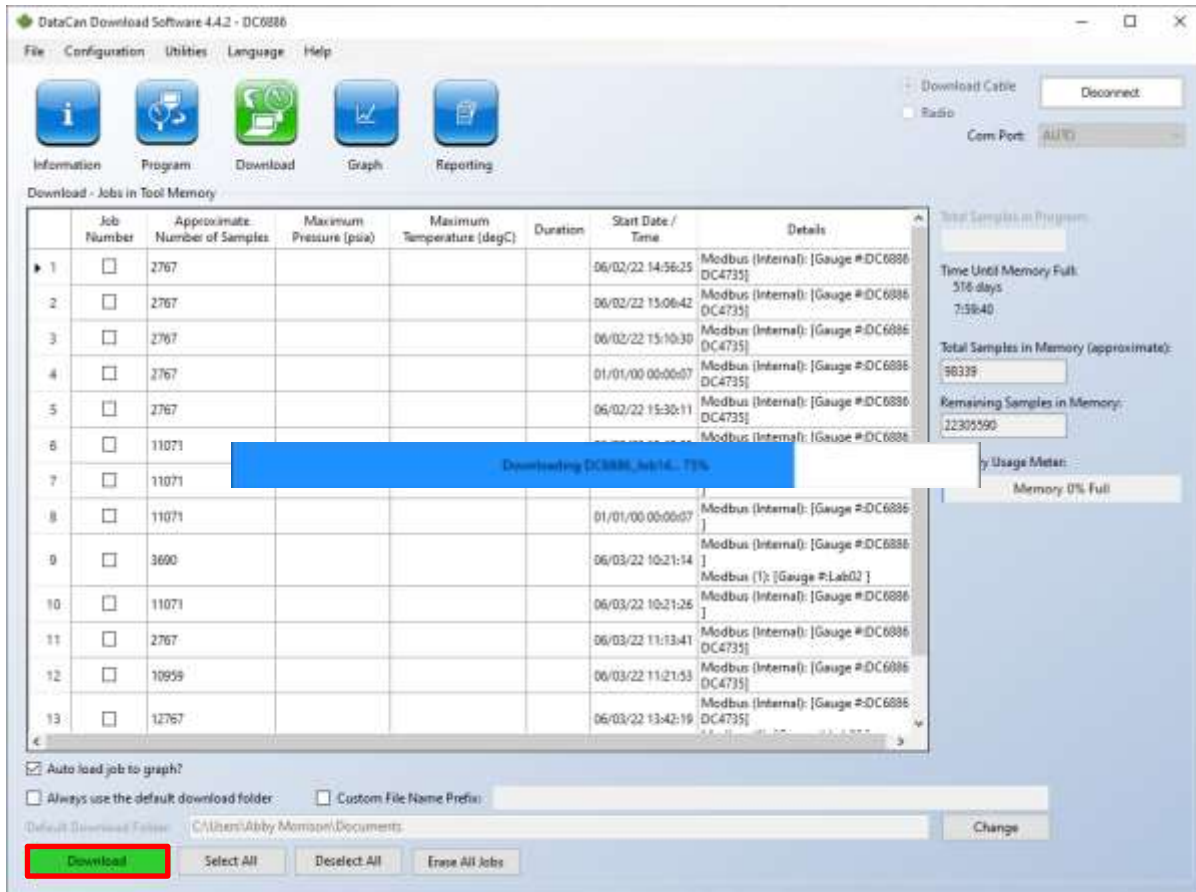 DataCan Download Software 4.4.2 - DC6886
File Configuration Utilities Language Help
Download Cable
Disconnect
Radio
Com Port: AUTO
Information Program Download Graph Reporting
Download - Jobs in Tool Memory
Job Number Approximate Number of Samples Maximum Pressure (psia) Maximum Temperature (degC) Duration Start Date / Time Details
1 2767 06/02/22 14:56:25 Modbus (Internal): [Gauge #:DC6886
DC4735]
2 2767 06/02/22 15:06:42 Modbus (Internal): [Gauge #:DC6886
DC4735]
3 2767 06/02/22 15:10:30 Modbus (Internal): [Gauge #:DC6886
DC4735]
4 2767 01/01/00 00:00:07 Modbus (Internal): [Gauge #:DC6886
DC4735]
5 2767 06/02/22 15:30:11 Modbus (Internal): [Gauge #:DC6886
DC4735]
6 11071 Modbus (Internal): [Gauge #:DC6886
Downloading DC6886_Job14... 75%
7 11071
]
8 11071 01/01/00 00:00:07 Modbus (Internal): [Gauge #:DC6886
]
9 3690 06/03/22 10:21:14 Modbus (Internal): [Gauge #:DC6886
]
Modbus (1): [Gauge #:Lab02 ]
10 11071 06/03/22 10:21:26 Modbus (Internal): [Gauge #:DC6886
]
11 2767 06/03/22 11:13:41 Modbus (Internal): [Gauge #:DC6886
DC4735]
12 10959 06/03/22 11:21:53 Modbus (Internal): [Gauge #:DC6886
DC4735]
13 12767 06/03/22 13:42:19 Modbus (Internal): [Gauge #:DC6886
DC4735]
Total Samples in Program:
Time Until Memory Full:
516 days
7:59:40
Total Samples in Memory (approximate):
98339
Remaining Samples in Memory:
22305590
y Usage Meter:
Memory 0% Full
Auto load job to graph?
Always use the default download folder Custom File Name Prefix:
Default Download Folder: C:\Users\Abby Morrison\Documents Change
Download Select All Deselect All Erase All Jobs